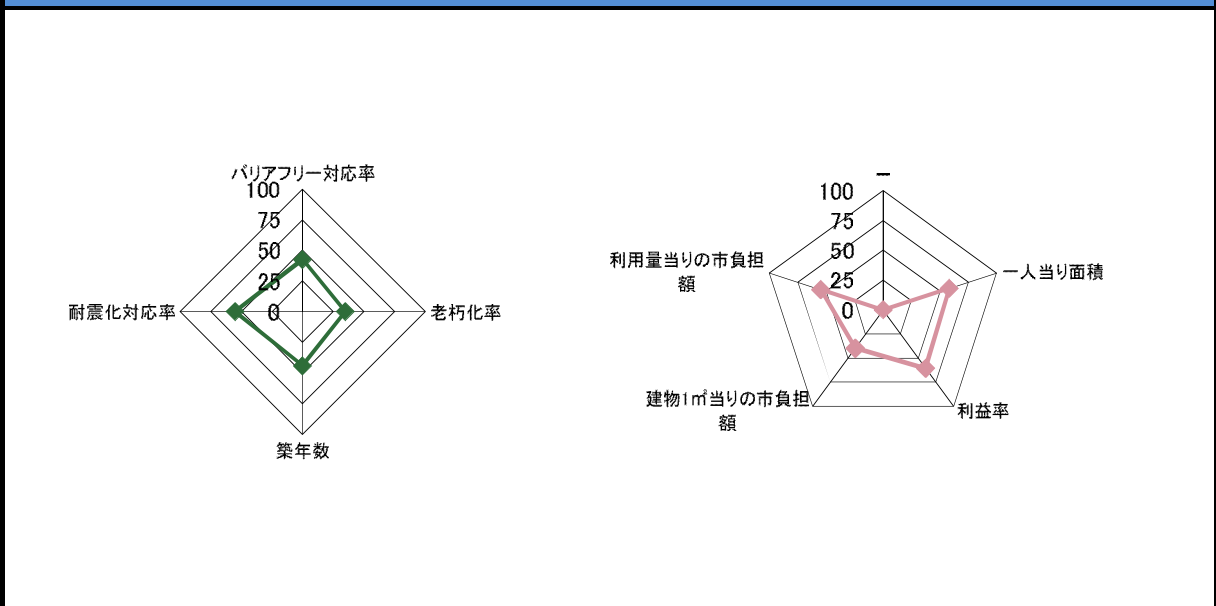 バリアフリー対応率
100
75
50
25
0
耐震化対応率
老朽化率
築年数
ー
100
75
50
25
0
利用量当りの市負担
額
一人当り面積
建物1㎡当りの市負担
額
利益率